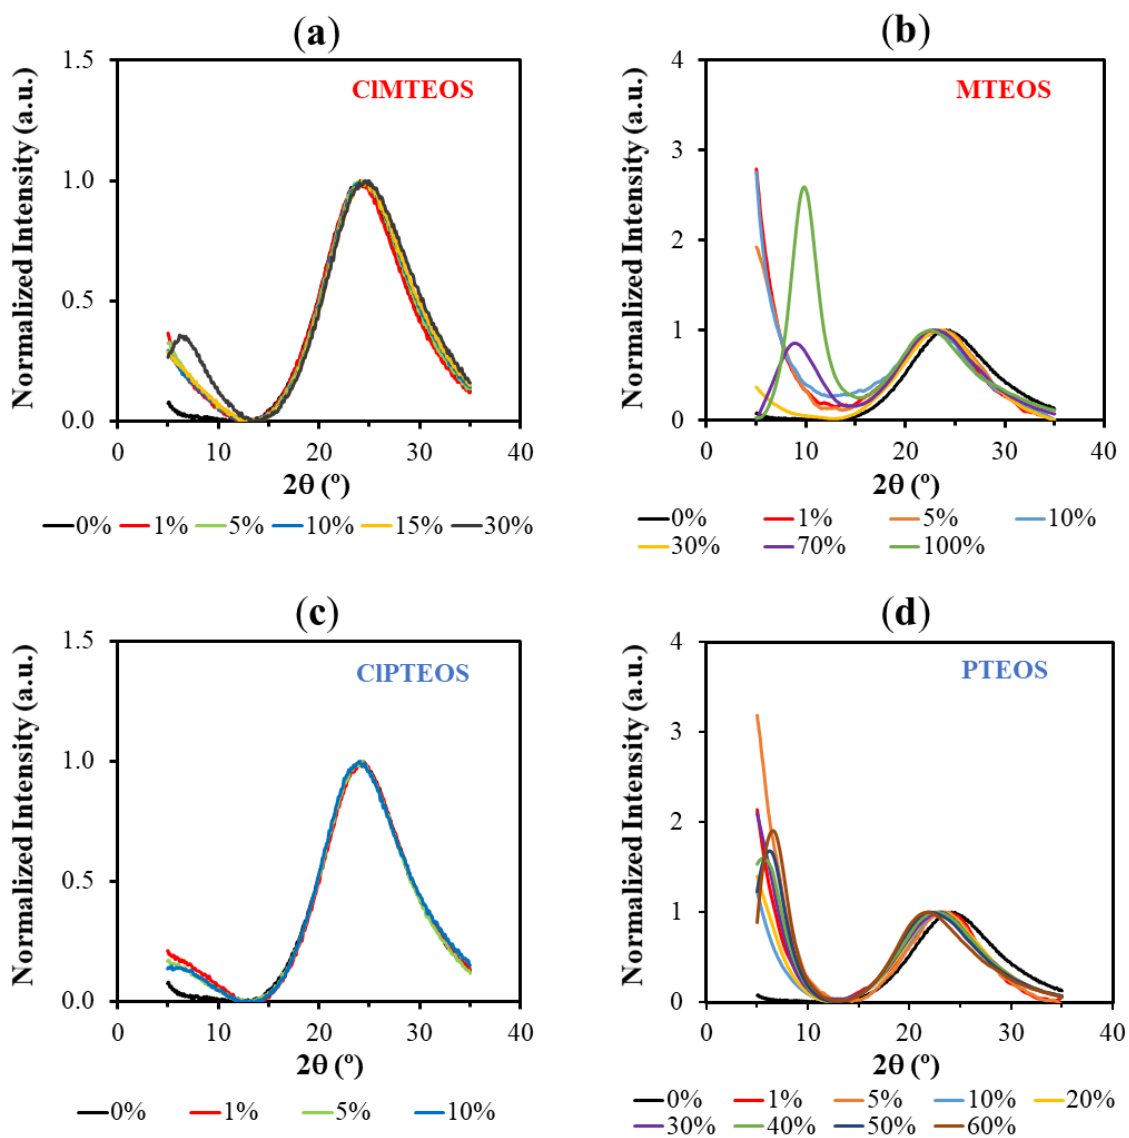 (a)
Normalized Intensity (a.u.)
1.5
1.0
0.5
0.0
ClMTEOS
0 10 20 30 40
2θ (º)
0% 1% 5% 10% 15% 30%
(b)
Normalized Intensity (a.u.)
4
3
2
1
0
MTEOS
0 10 20 30 40
2θ (º)
0% 1% 5% 10%
30% 70% 100%
(c)
Normalized Intensity (a.u.)
1.5
1.0
0.5
0.0
ClPTEOS
0 10 20 30 40
2θ (º)
0% 1% 5% 10%
(d)
Normalized Intensity (a.u.)
4
3
2
1
0
PTEOS
0 10 20 30 40
2θ (º)
0% 1% 5% 10% 20%
30% 40% 50% 60%